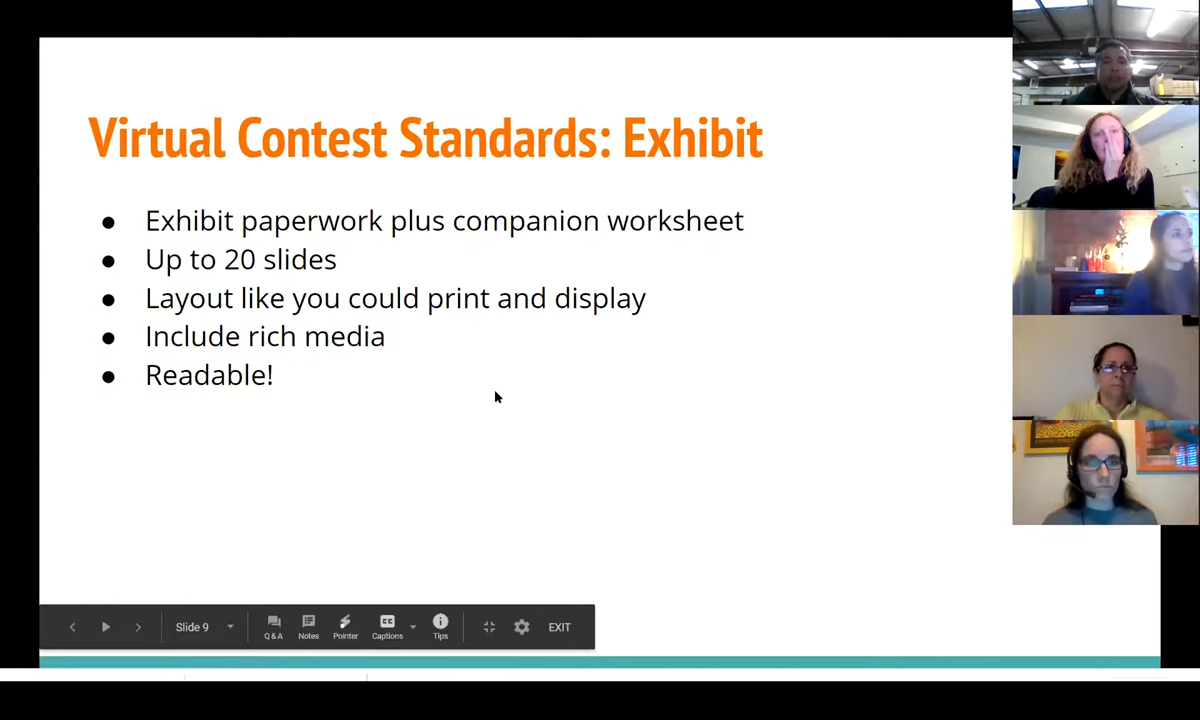 Virtual Contest Standards: Exhibit
● Exhibit paperwork plus companion worksheet
● Up to 20 slides
● Layout like you could print and display
● Include rich media
● Readable!
Slide 9
Q & A
Notes
Pointer
CC
Captions
Tips
EXIT